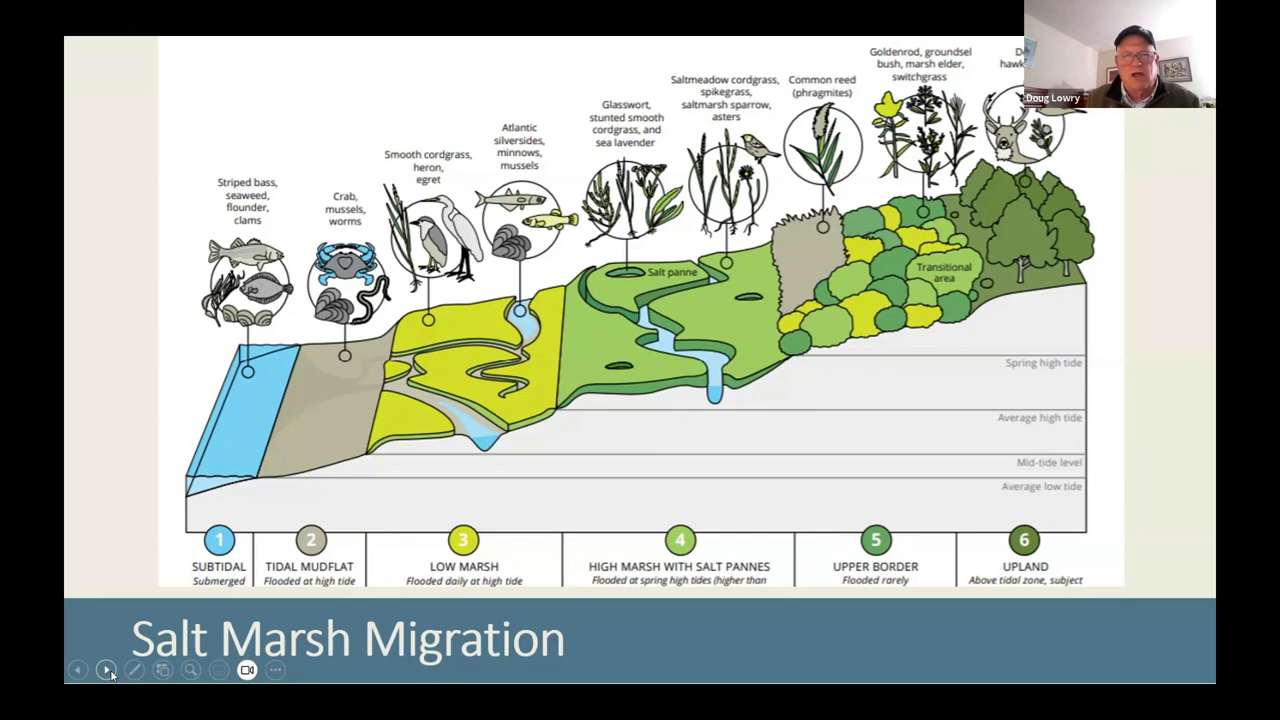 Doug Lowry
Goldenrod, groundsel
bush, marsh elder,
switchgrass
Saltmeadow cordgrass,
spikegrass,
saltmarsh sparrow,
asters
Common reed
(phragmites)
Glasswort,
stunted smooth
cordgrass, and
sea lavender
Atlantic
silversides,
minnows,
mussels
Smooth cordgrass,
heron,
egret
Striped bass,
seaweed,
flounder,
clams
Crab,
mussels,
worms
Salt panne
Transitional
area
Spring high tide
Average high tide
Mid-tide level
Average low tide
1
SUBTIDAL
Submerged
2
TIDAL MUDFLAT
Flooded at high tide
3
LOW MARSH
Flooded daily at high tide
4
HIGH MARSH WITH SALT PANNES
Flooded at spring high tides (higher than
5
UPPER BORDER
Flooded rarely
6
UPLAND
Above tidal zone, subject
Salt Marsh Migration